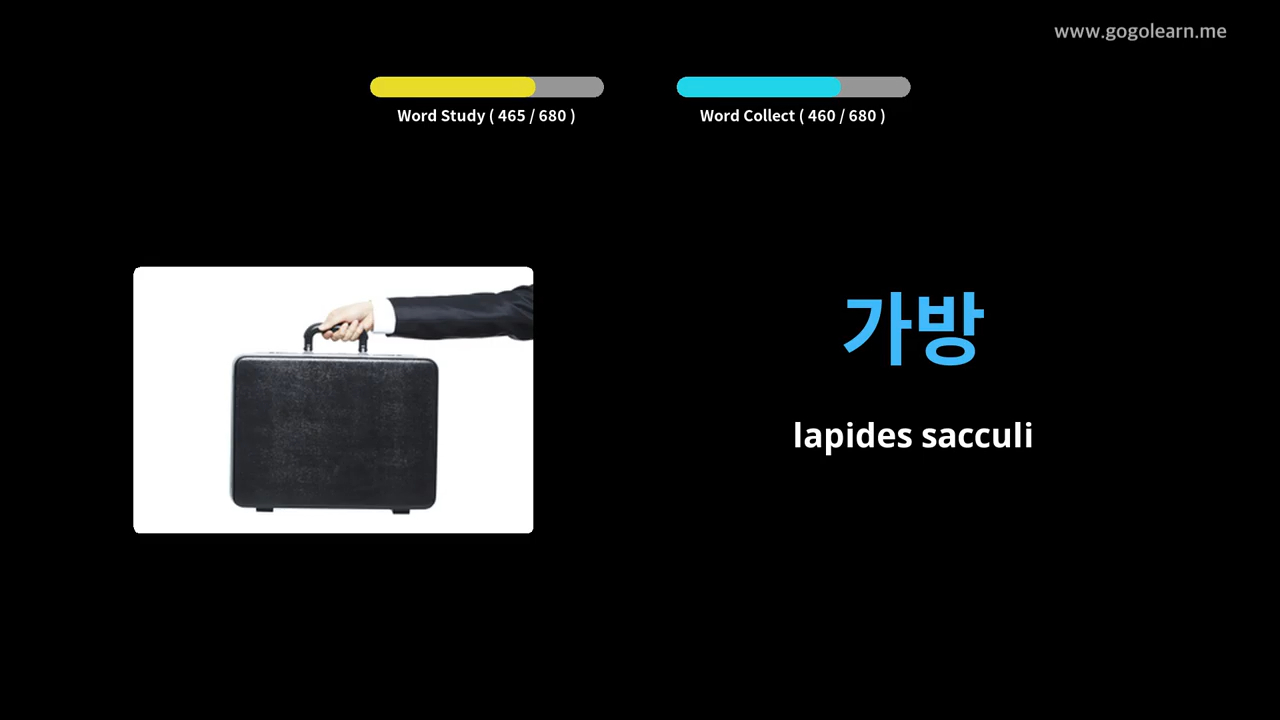 www.gogolearn.me
Word Study ( 465 / 680 )
Word Collect ( 460 / 680 )
가방
lapides sacculi